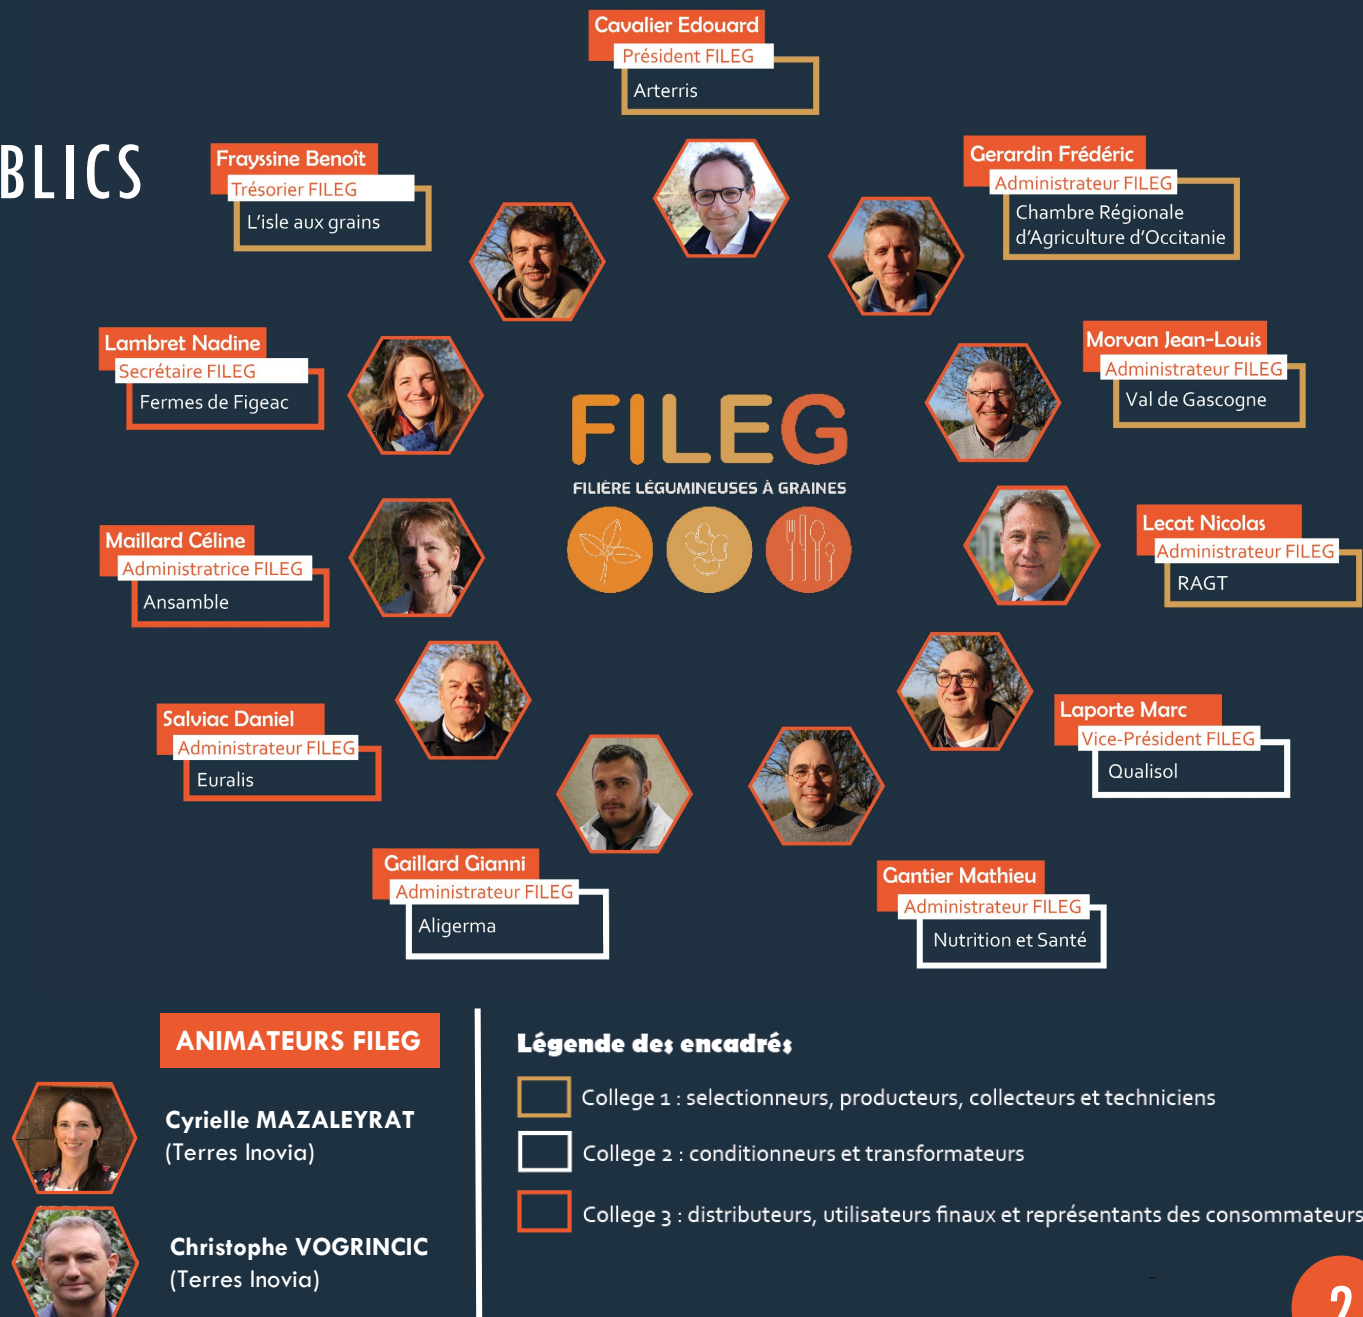 Cavalier Edouard
Président FILEG
Arterris
BLICS
Frayssine Benoît
Trésorier FILEG
L'isle aux grains
Gerardin Frédéric
Administrateur FILEG
Chambre Régionale
d'Agriculture d'Occitanie
Lambret Nadine
Secrétaire FILEG
Fermes de Figeac
Morvan Jean-Louis
Administrateur FILEG
Val de Gascogne
FILEG
FILIÈRE LÉGUMINEUSES À GRAINES
Maillard Céline
Administratrice FILEG
Ansamble
Lecat Nicolas
Administrateur FILEG
RAGT
Salviac Daniel
Administrateur FILEG
Euralis
Laporte Marc
Vice-Président FILEG
Qualisol
Gaillard Gianni
Administrateur FILEG
Aligerma
Gantier Mathieu
Administrateur FILEG
Nutrition et Santé
ANIMATEURS FILEG
Cyrielle MAZALEYRAT
(Terres Inovia)
Christophe VOGRINCIC
(Terres Inovia)
Légende des encadrés
College 1 : selectionneurs, producteurs, collecteurs et techniciens
College 2 : conditionneurs et transformateurs
College 3 : distributeurs, utilisateurs finaux et représentants des consommateurs
2